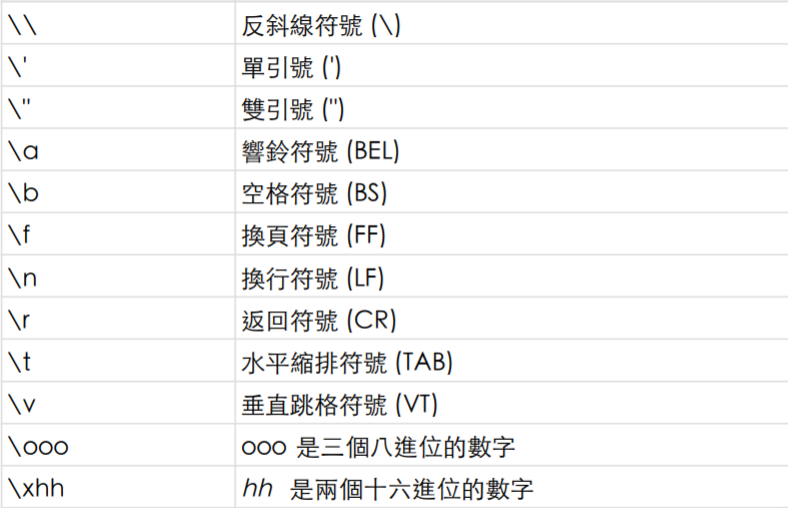 \\ 反斜線符號 (\)
\' 單引號 (')
\" 雙引號 (")
\a 響鈴符號 (BEL)
\b 空格符號 (BS)
\f 換頁符號 (FF)
\n 換行符號 (LF)
\r 返回符號 (CR)
\t 水平縮排符號 (TAB)
\v 垂直跳格符號 (VT)
\ooo ooo 是三個八進位的數字
\xhh hh 是兩個十六進位的數字